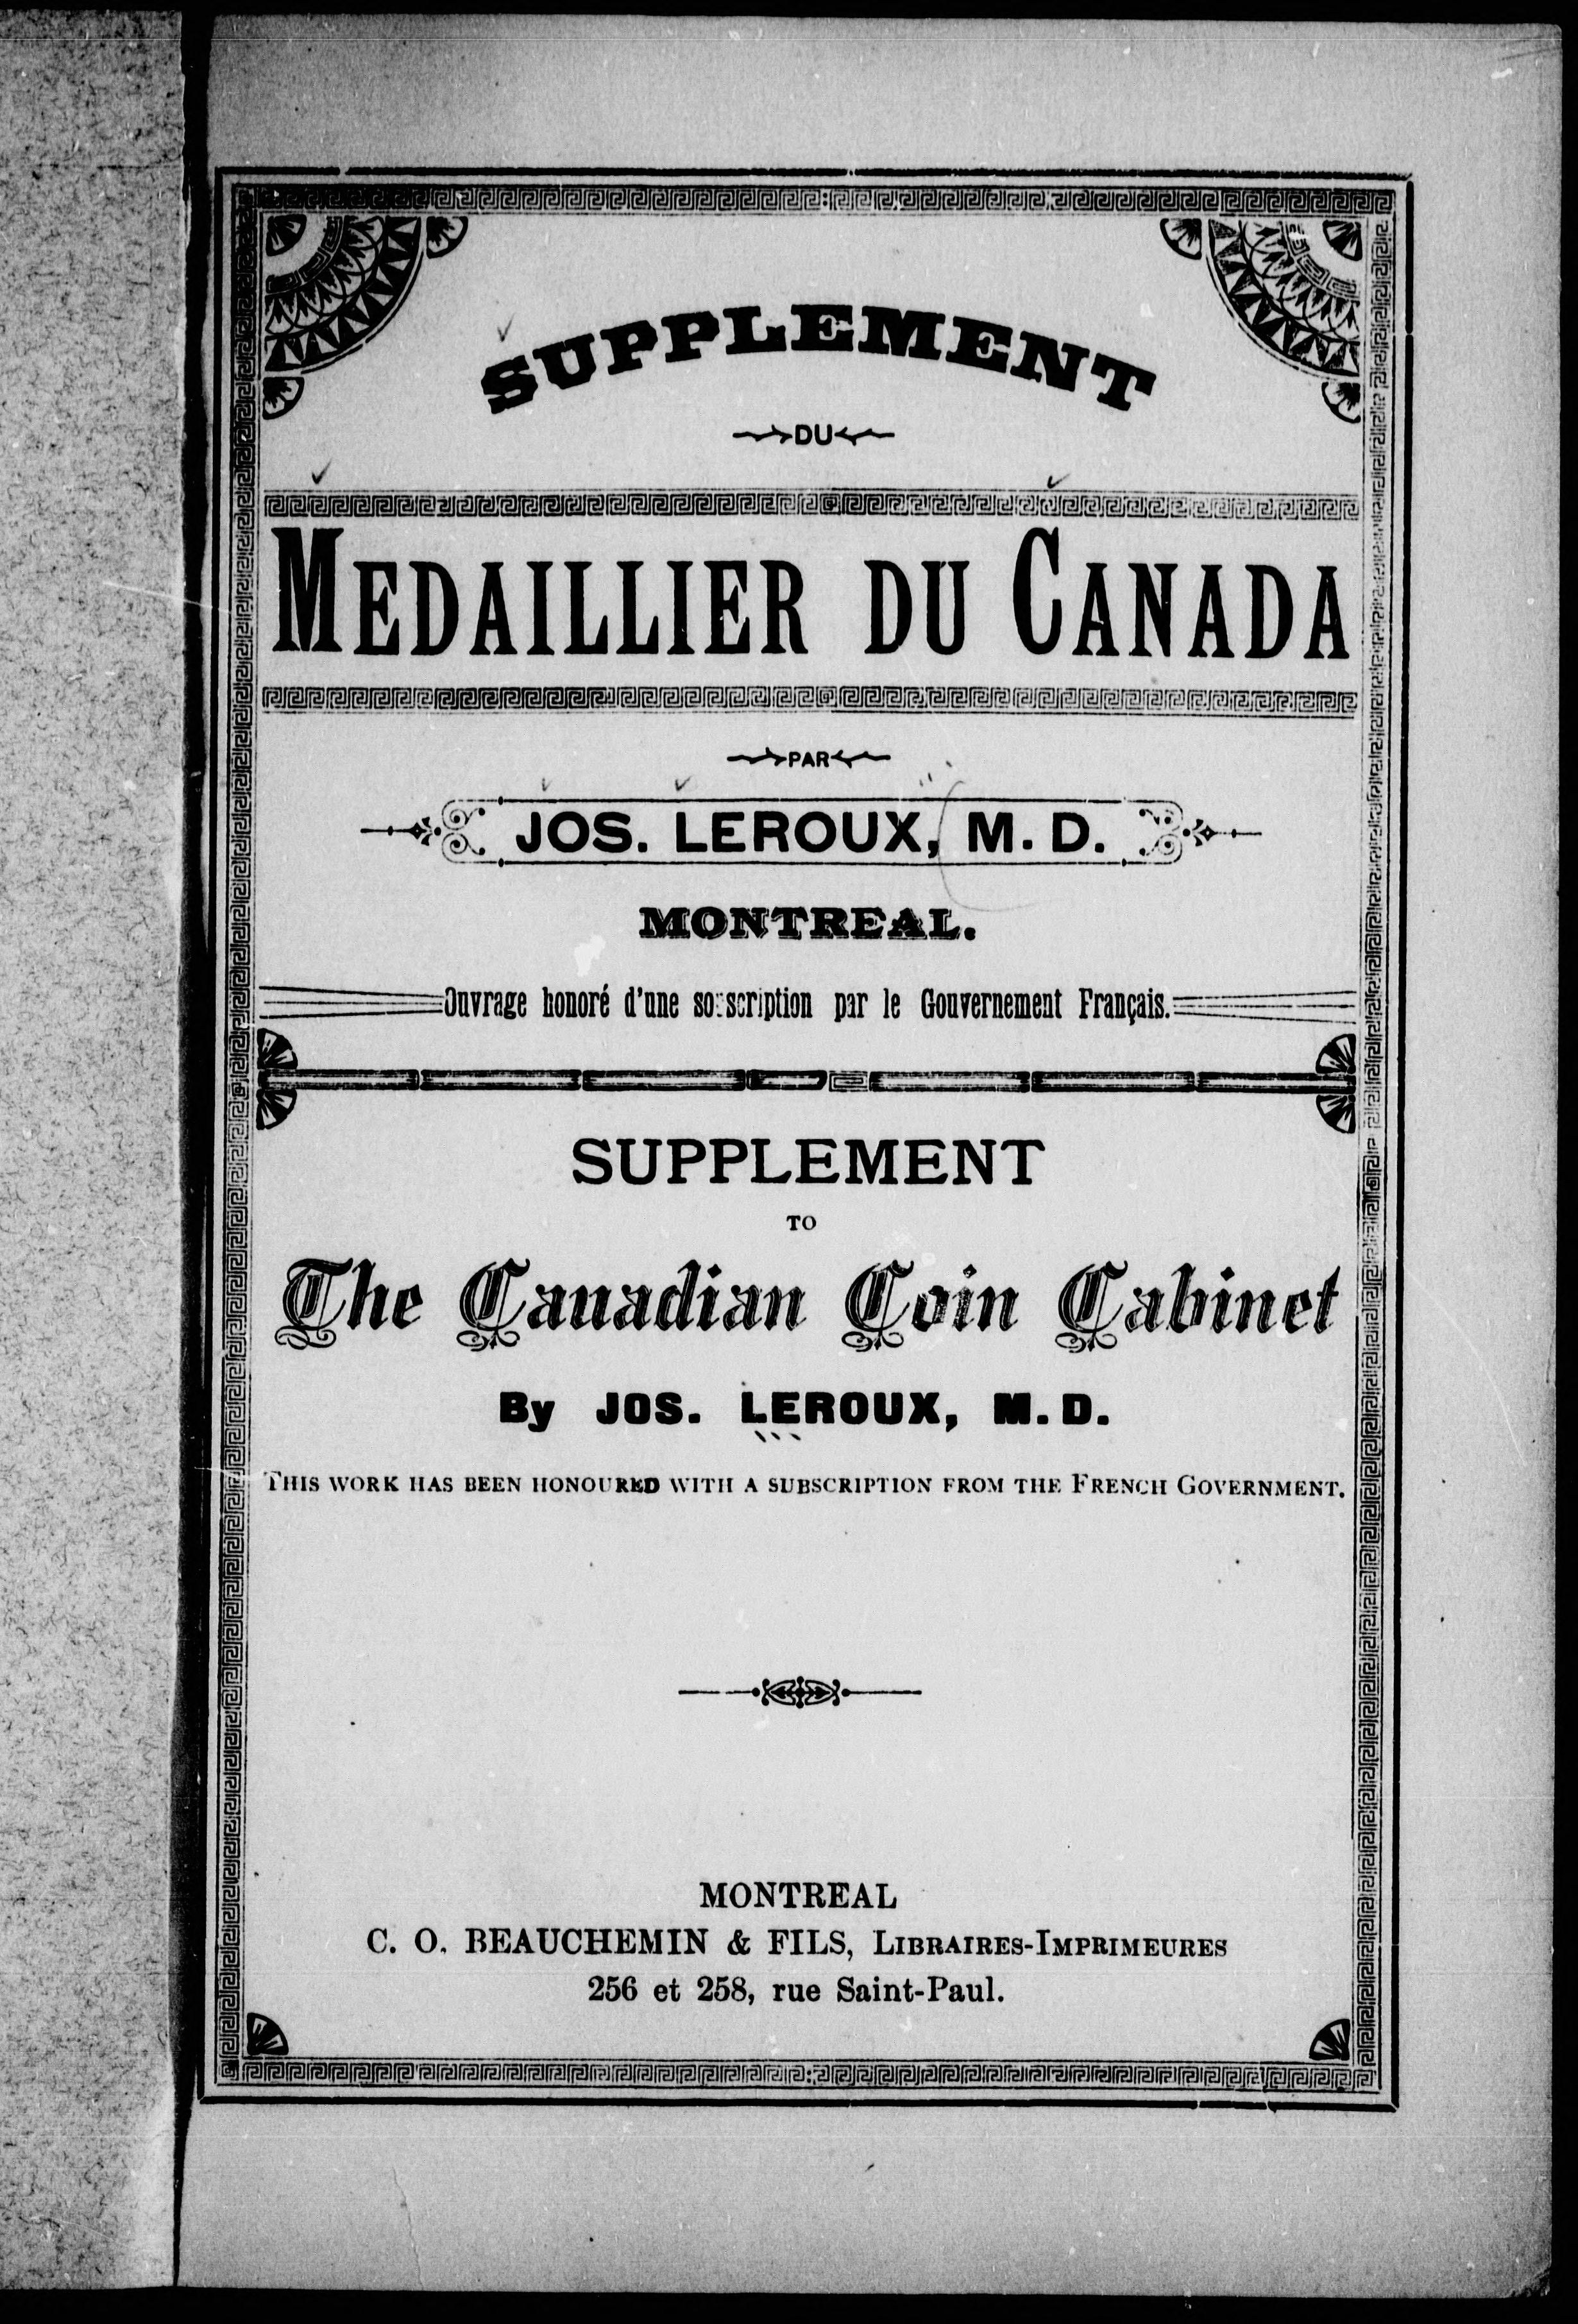 SUPPLEMENT
DU
MEDAILLIER DU CANADA
PAR
JOS. LEROUX, M. D.
MONTREAL.
Ouvrage honoré d'une souscription par le Gouvernement Français.
SUPPLEMENT
TO
The Canadian Coin Cabinet
By JOS. LEROUX, M. D.
THIS WORK HAS BEEN HONOURED WITH A SUBSCRIPTION FROM THE FRENCH GOVERNMENT.
MONTREAL
C. O. BEAUCHEMIN & FILS, LIBRAIRES-IMPRIMEURES
256 et 258, rue Saint-Paul.